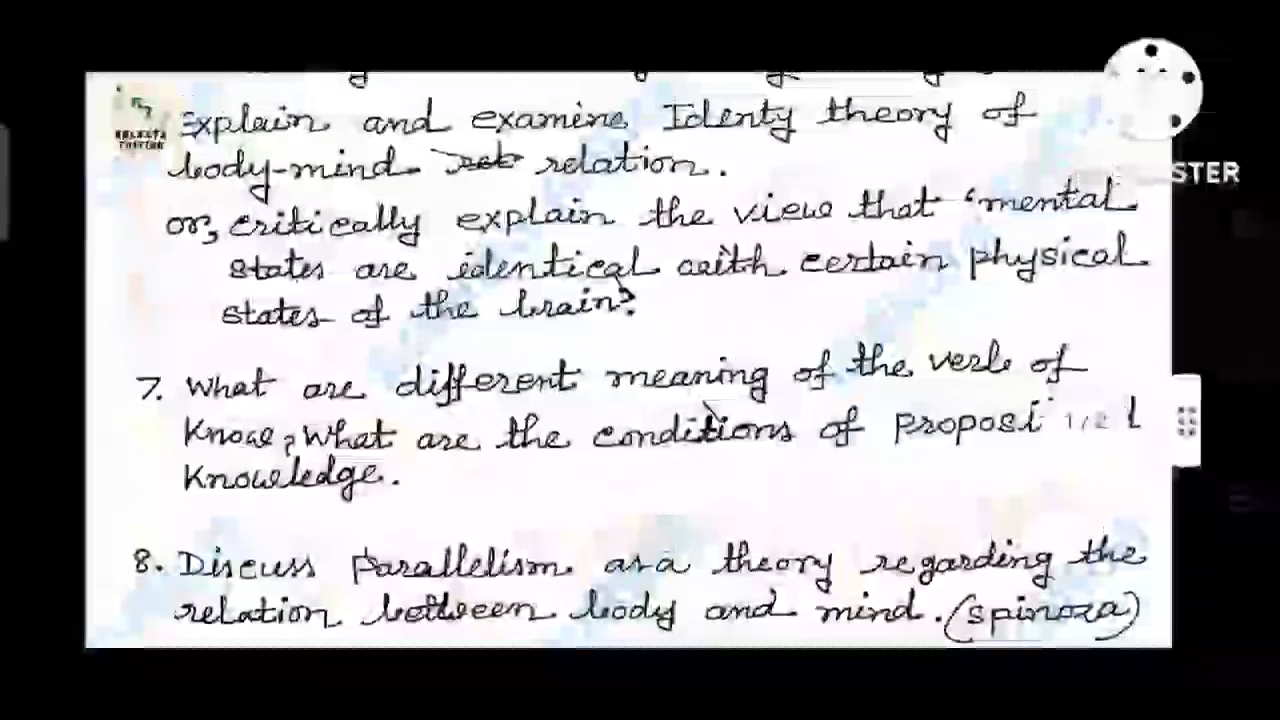 Explain and examine Identy theory of
body-mind relation.
or, critically explain the view that 'mental
states are identical with certain physical
states of the brain?
7. What are different meaning of the verb of
Know, What are the conditions of
Knowledge.
8. Discuss Parallelism as a theory regarding the
relation between body and mind. (spinoza)
STER